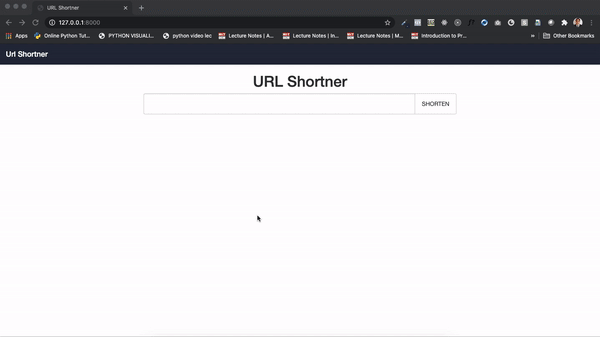 URL Shortner
127.0.0.1:8000
Apps
Online Python Tut...
PYTHON VISUALI...
python video lec
Lecture Notes | A...
Lecture Notes | In...
Lecture Notes | M...
Introduction to Pr...
»
Other Bookmarks
Url Shortner
URL Shortner
SHORTEN